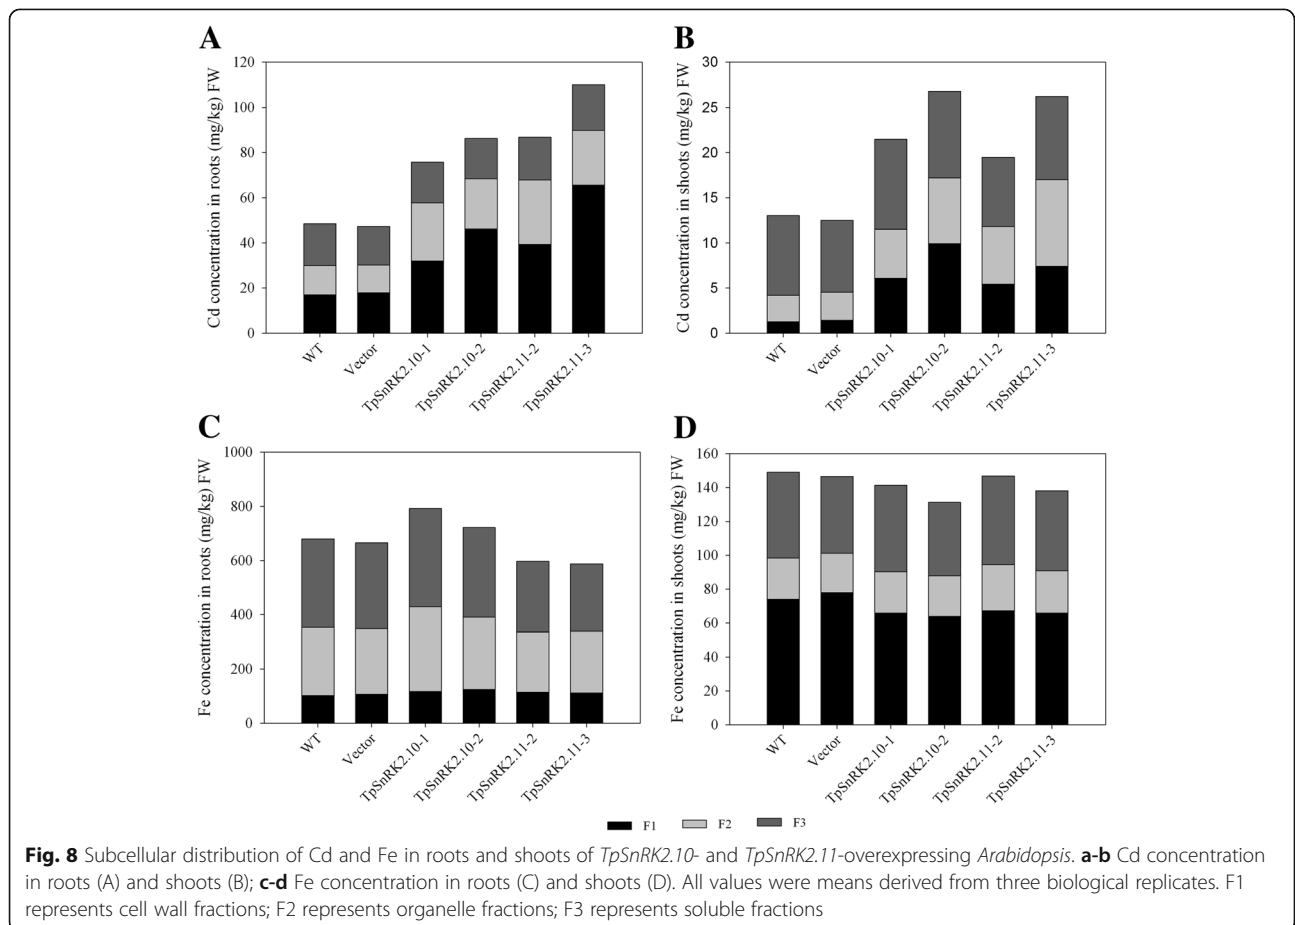 A
B
120
100
80
60
40
20
0
Cd concentration in roots (mg/kg) FW
WT
Vector
TpSnRK2.10-1
TpSnRK2.10-2
TpSnRK2.11-2
TpSnRK2.11-3
30
25
20
15
10
5
0
Cd concentration in shoots (mg/kg) FW
WT
Vector
TpSnRK2.10-1
TpSnRK2.10-2
TpSnRK2.11-2
TpSnRK2.11-3
C
D
1000
800
600
400
200
0
Fe concentration in roots (mg/kg) FW
WT
Vector
TpSnRK2.10-1
TpSnRK2.10-2
TpSnRK2.11-2
TpSnRK2.11-3
160
140
120
100
80
60
40
20
0
Fe concentration in shoots (mg/kg) FW
WT
Vector
TpSnRK2.10-1
TpSnRK2.10-2
TpSnRK2.11-2
TpSnRK2.11-3
F1 F2 F3
Fig. 8 Subcellular distribution of Cd and Fe in roots and shoots of TpSnRK2.10- and TpSnRK2.11-overexpressing Arabidopsis. a-b Cd concentration
in roots (A) and shoots (B); c-d Fe concentration in roots (C) and shoots (D). All values were means derived from three biological replicates. F1
represents cell wall fractions; F2 represents organelle fractions; F3 represents soluble fractions